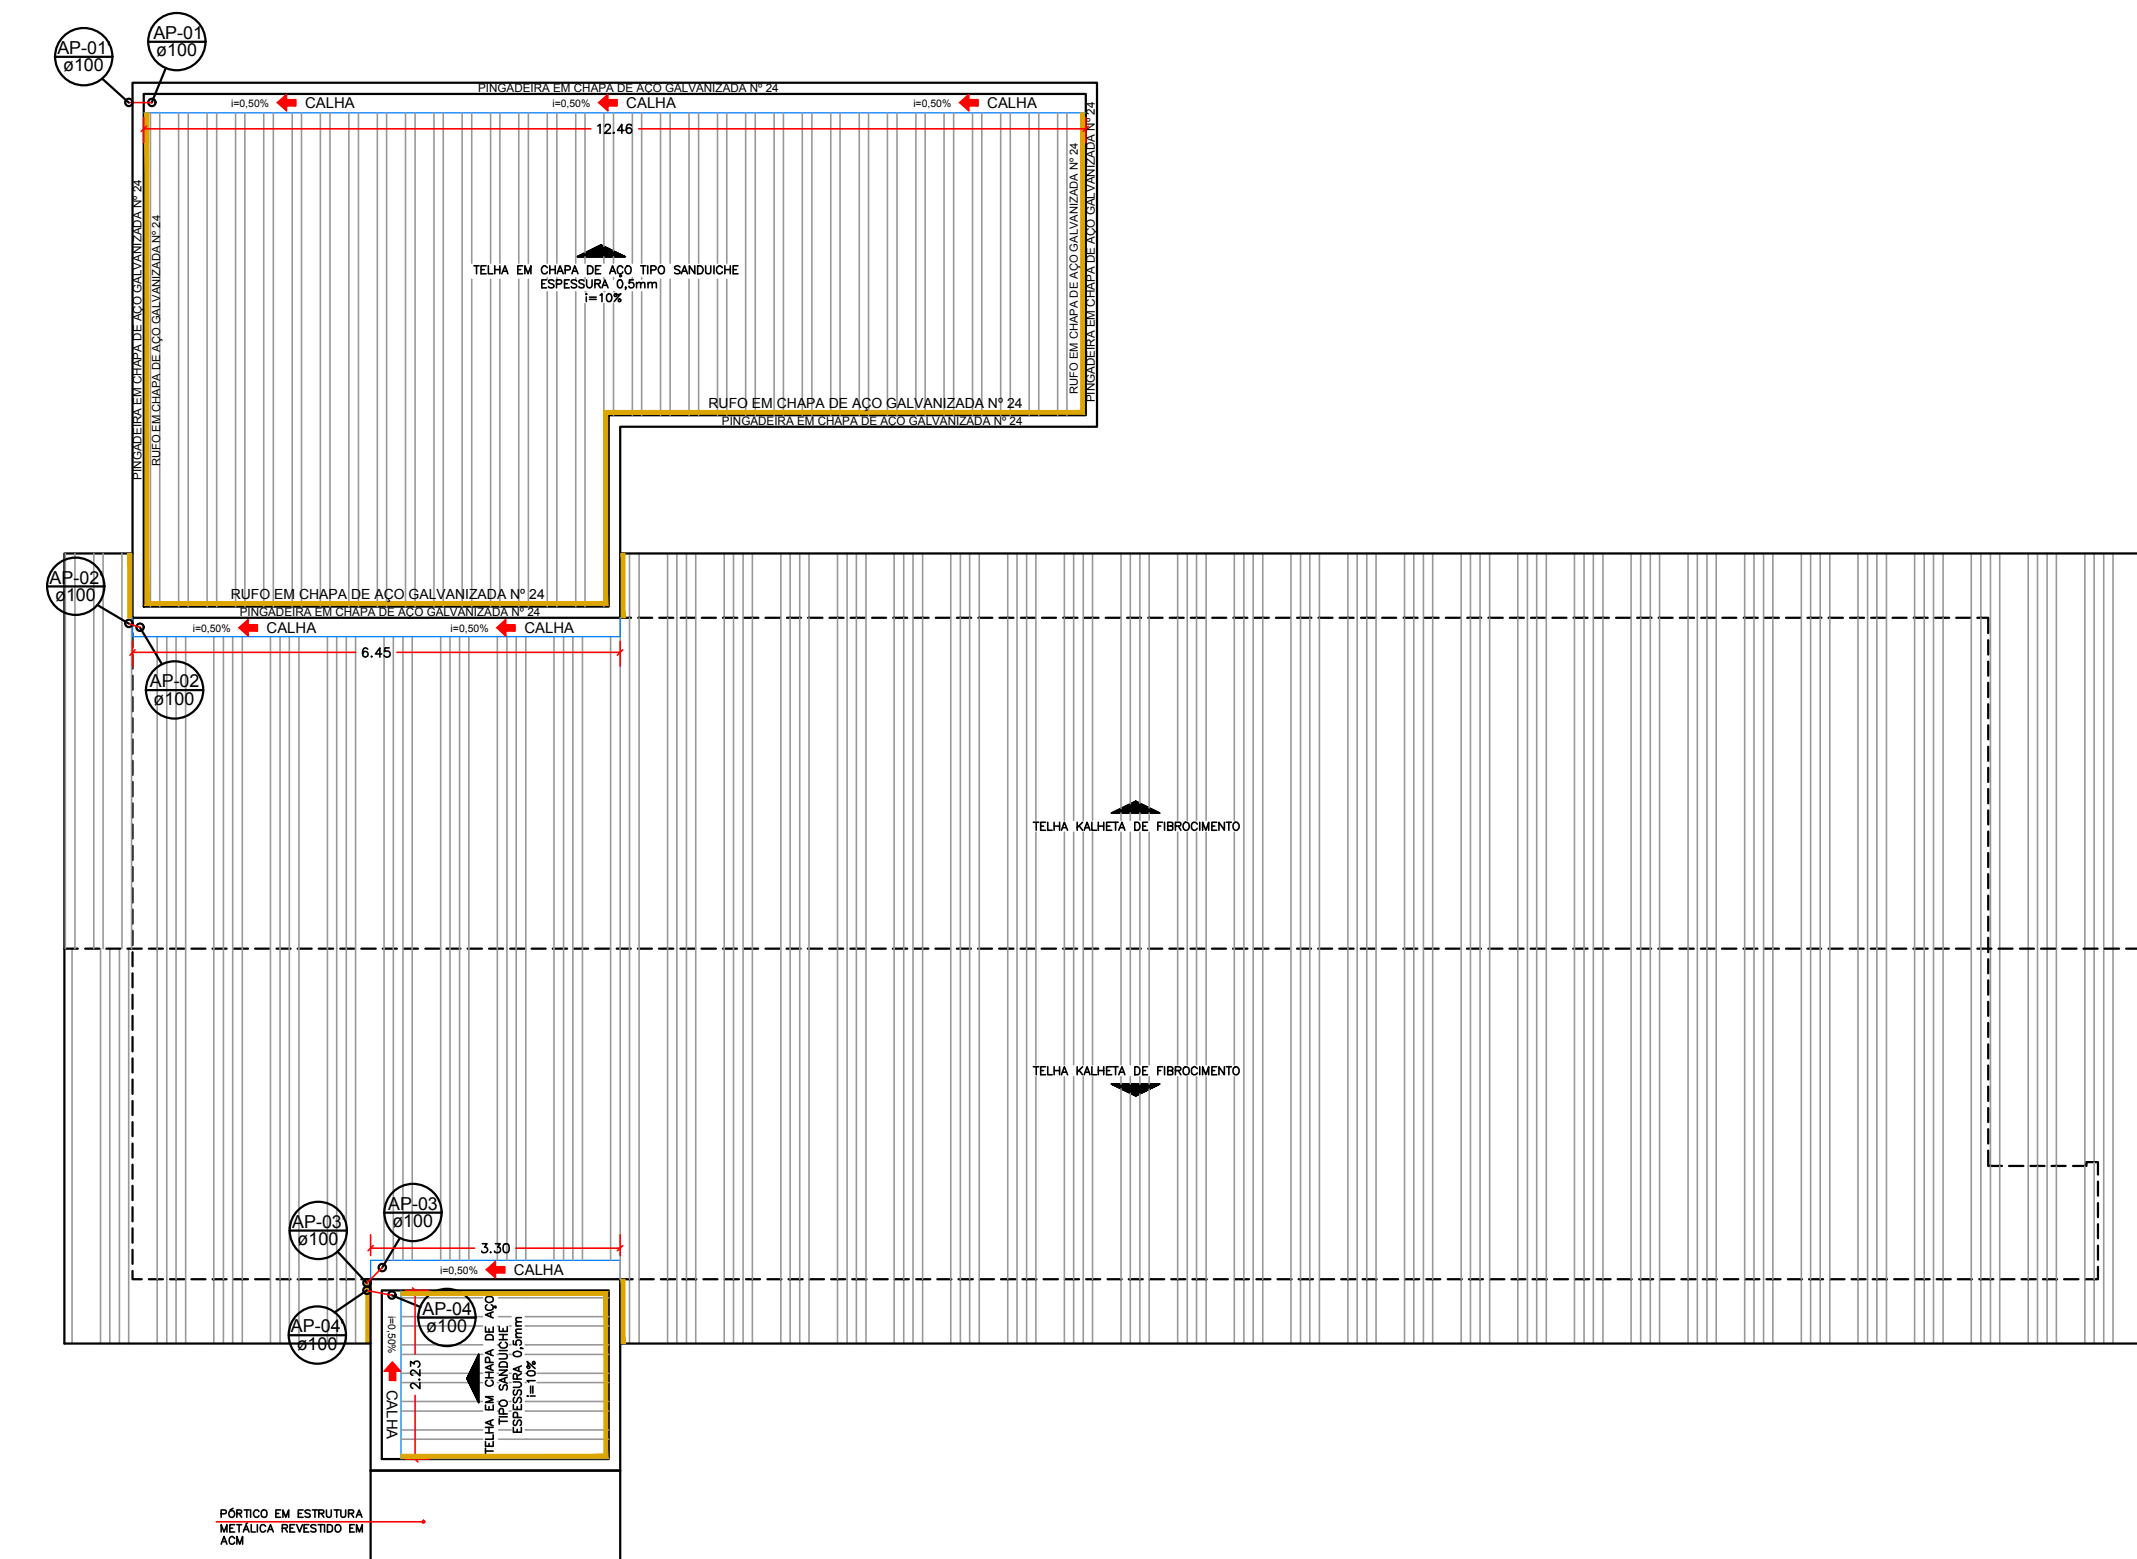 AP-01
ø100
AP-01
ø100
PINGADEIRA EM CHAPA DE AÇO GALVANIZADA Nº 24
i=0,50% CALHA
i=0,50% CALHA
i=0,50% CALHA
12.46
PINGADEIRA EM CHAPA DE AÇO GALVANIZADA Nº 24
RUFO EM CHAPA DE AÇO GALVANIZADA Nº 24
RUFO EM CHAPA DE AÇO GALVANIZADA Nº 24
PINGADEIRA EM CHAPA DE AÇO GALVANIZADA Nº 24
TELHA EM CHAPA DE AÇO TIPO SANDUICHE
ESPESSURA 0,5mm
i=10%
RUFO EM CHAPA DE AÇO GALVANIZADA Nº 24
PINGADEIRA EM CHAPA DE AÇO GALVANIZADA Nº 24
AP-02
ø100
RUFO EM CHAPA DE AÇO GALVANIZADA Nº 24
PINGADEIRA EM CHAPA DE AÇO GALVANIZADA Nº 24
i=0,50% CALHA
i=0,50% CALHA
6.45
AP-02
ø100
TELHA KALHETA DE FIBROCIMENTO
TELHA KALHETA DE FIBROCIMENTO
AP-03
ø100
AP-03
ø100
3.30
i=0,50% CALHA
AP-04
ø100
AP-04
ø100
i=0,50%
CALHA
2.23
TELHA EM CHAPA DE AÇO
TIPO SANDUICHE
ESPESSURA 0,5mm
i=10%
PÓRTICO EM ESTRUTURA
METÁLICA REVESTIDO EM
ACM